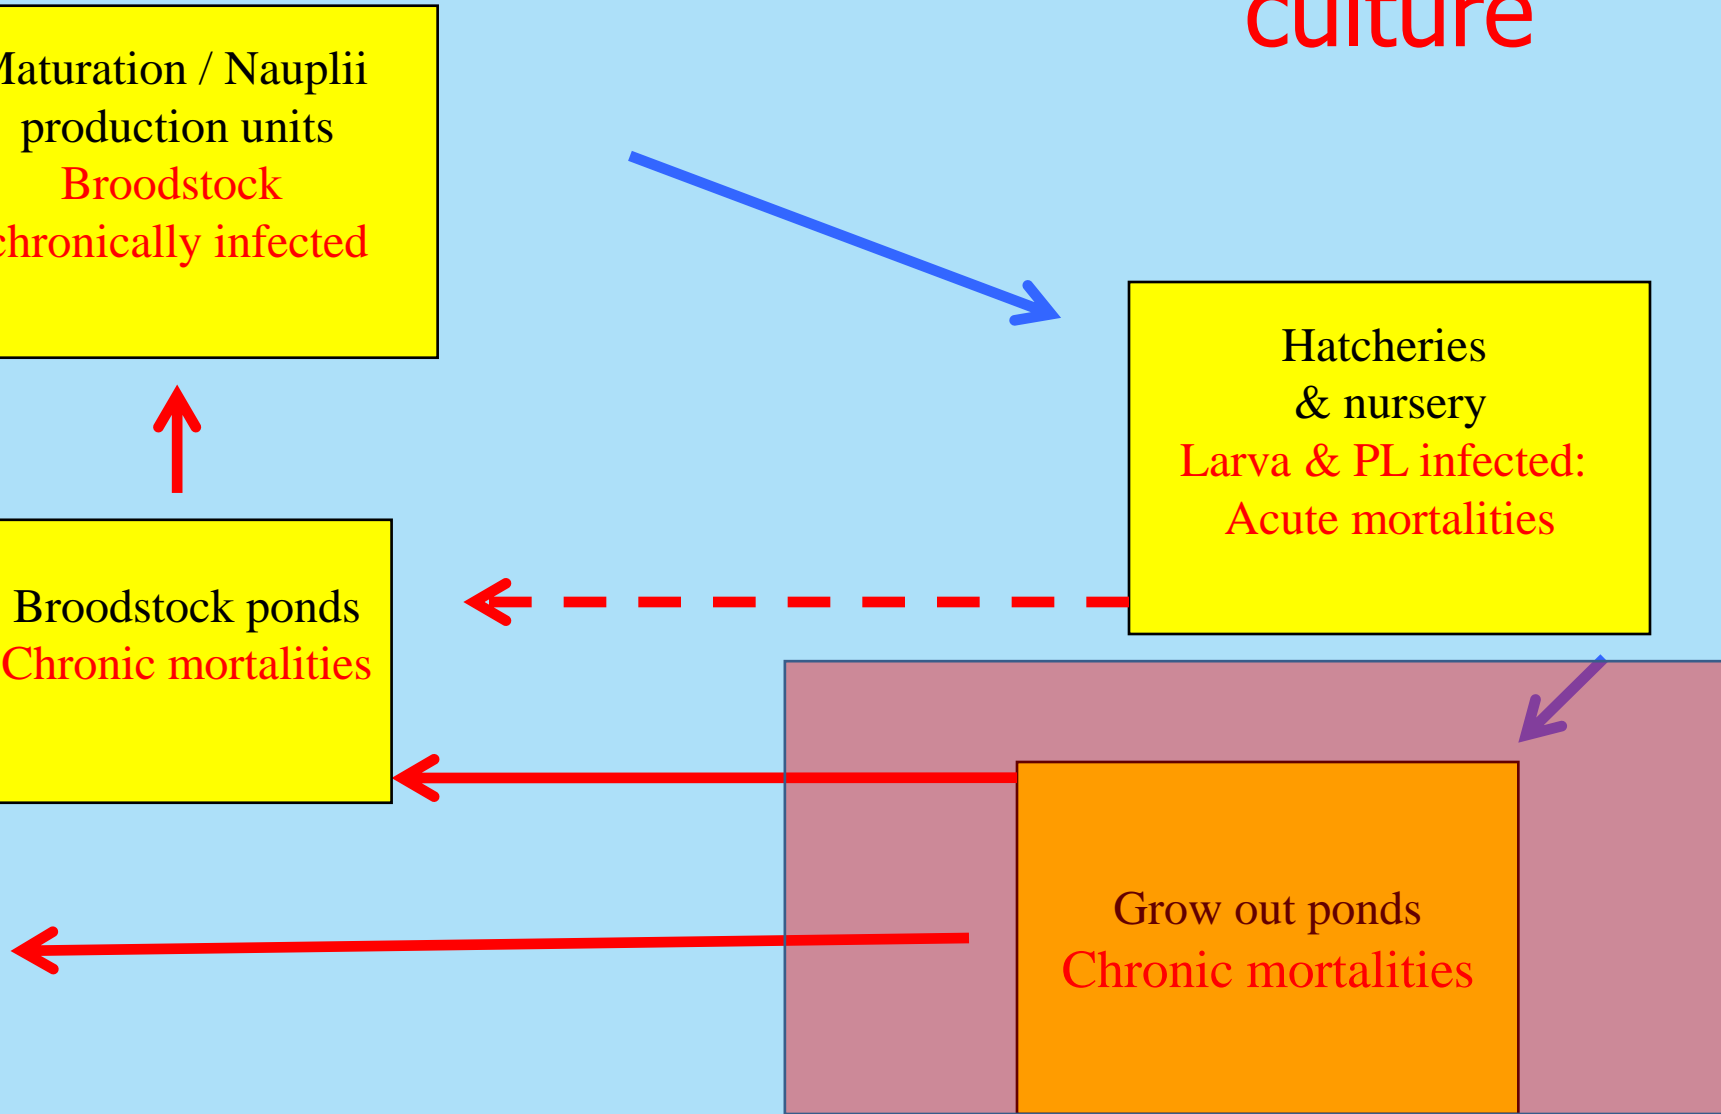 culture
Maturation / Nauplii
production units
Broodstock
chronically infected
Hatcheries
& nursery
Larva & PL infected:
Acute mortalities
Broodstock ponds
Chronic mortalities
Grow out ponds
Chronic mortalities